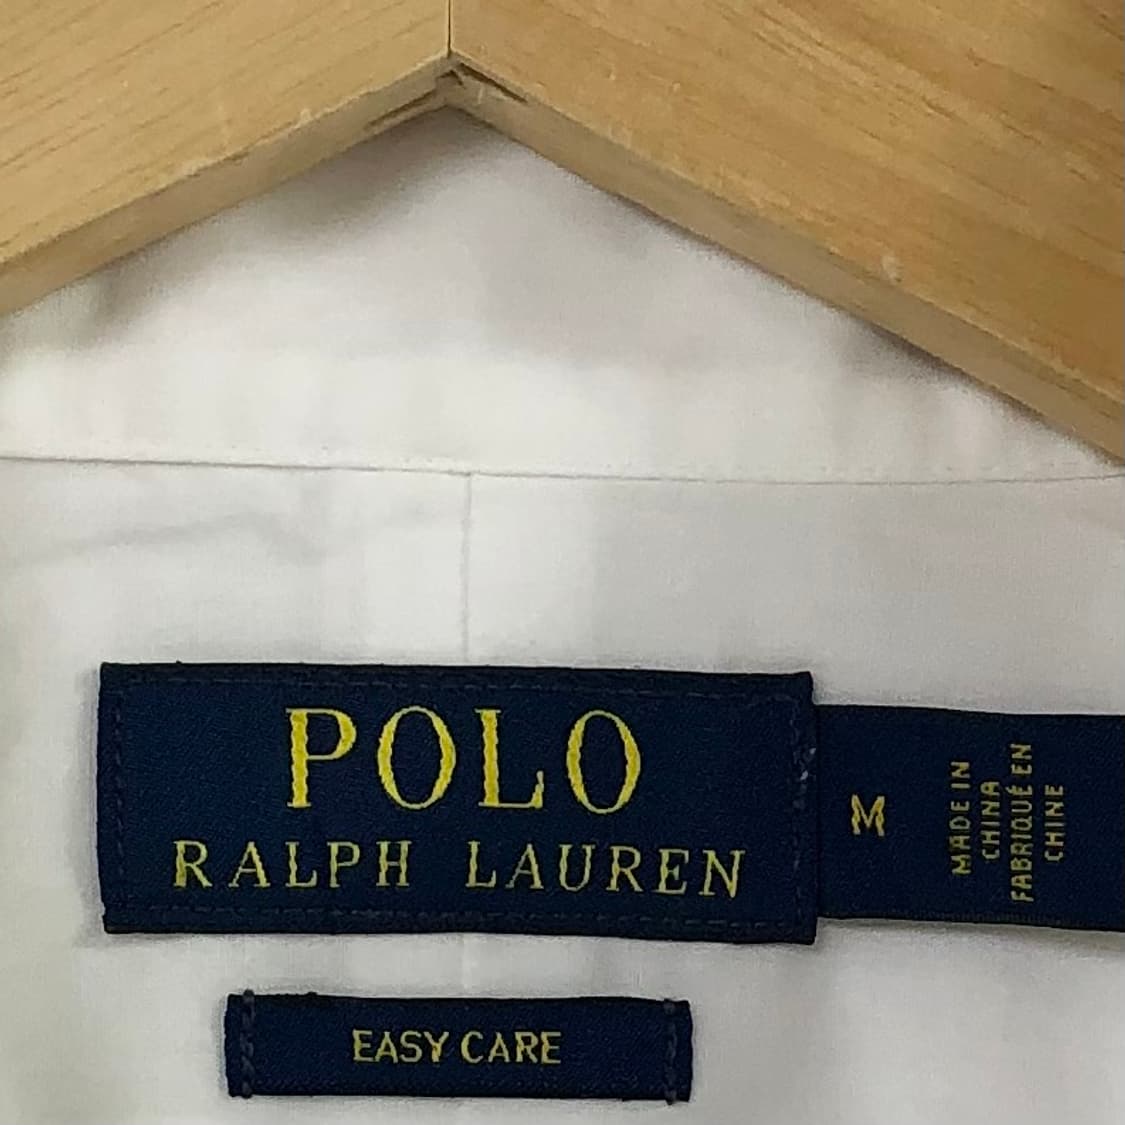 POLO
RALPH LAUREN
M
MADE IN
CHINA
FABRIQUÉ EN
CHINE
EASY CARE